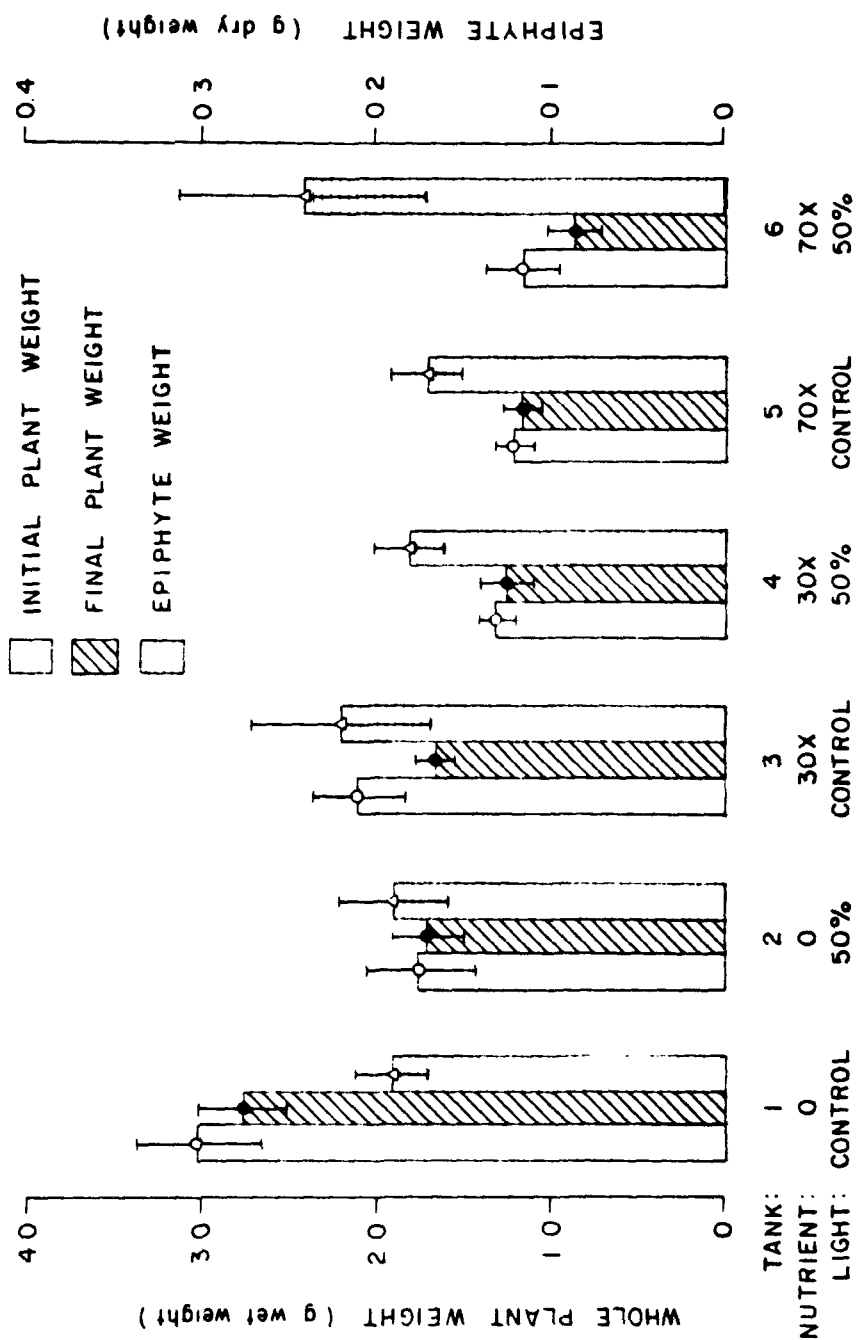 INITIAL PLANT WEIGHT
FINAL PLANT WEIGHT
EPIPHYTE WEIGHT
WHOLE PLANT WEIGHT (g wet weight)
3.0
2.0
1.0
0
EPIPHYTE WEIGHT (g dry weight)
0.4
0.3
0.2
0.1
0
TANK: 1 2 3 4 5 6
NUTRIENT: 0 0 30X 30X 70X 70X
LIGHT: CONTROL 50% CONTROL 50% CONTROL 50%